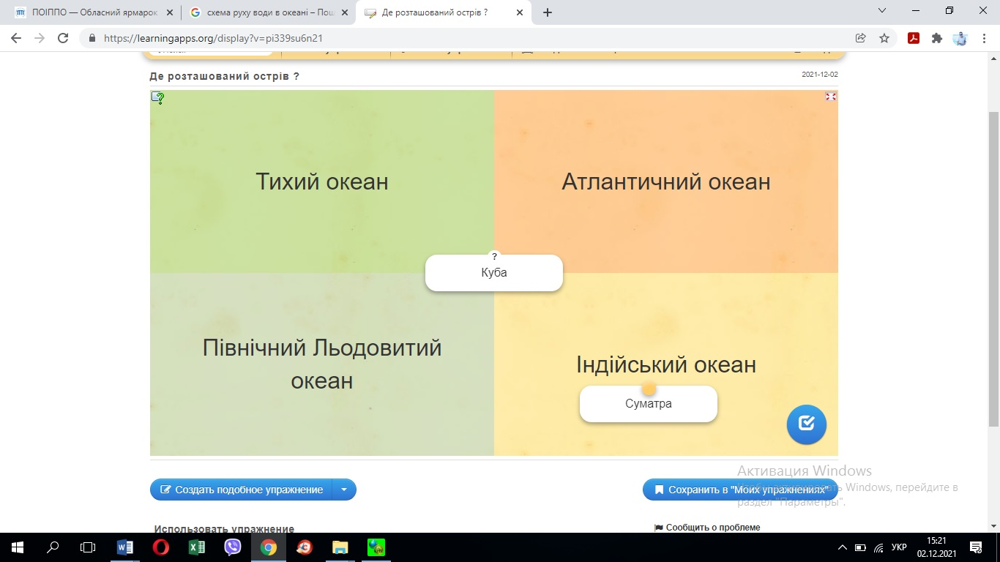 ПОІППО — Обласний ярмарок
схема руху води в океані – Пош
Де розташований острів ?
https://learningapps.org/display?v=pi339su6n21
Де розташований острів ?
2021-12-02
Тихий океан
Атлантичний океан
?
Куба
Північний Льодовитий
океан
Індійський океан
Суматра
Создать подобное упражнение
Сохранить в "Моих упражнениях"
Активация Windows
Windows, перейдите в
раздел "Параметры".
Использовать упражнение
Сообщить о проблеме
УКР
15:21
02.12.2021